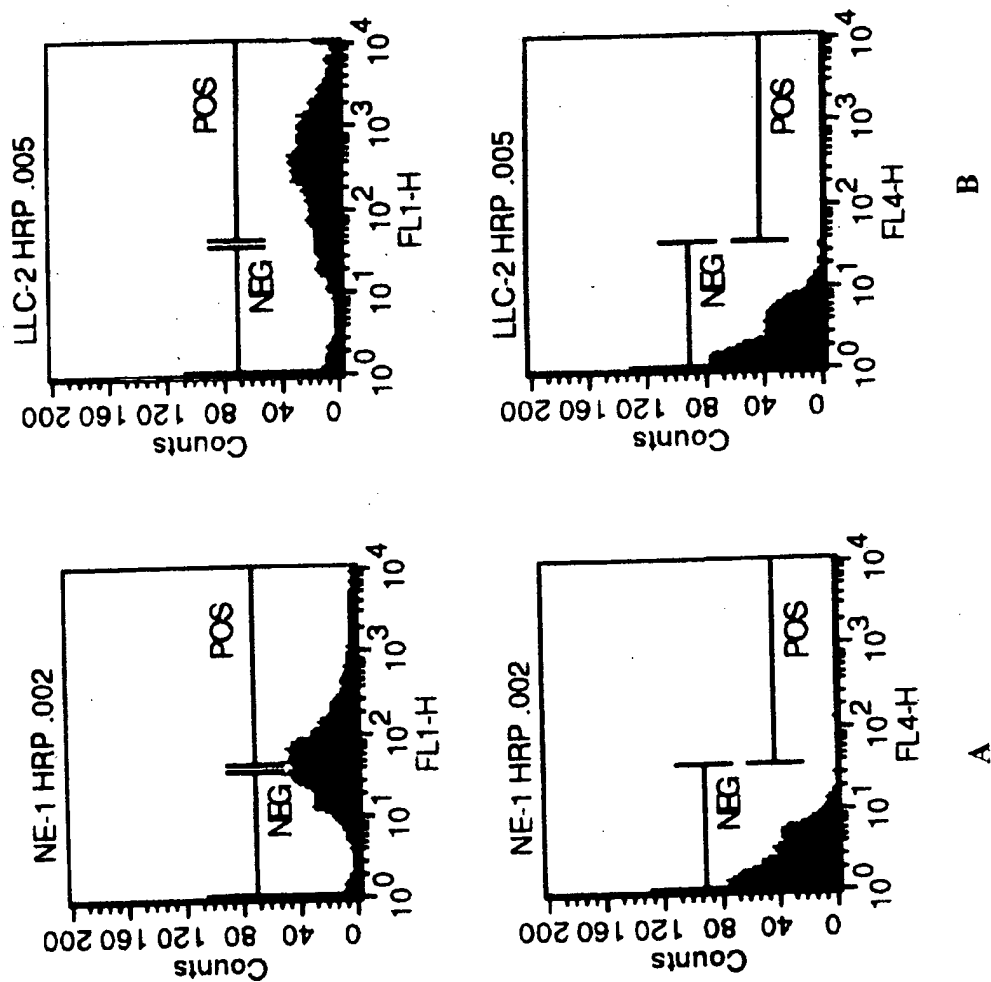 NE-1 HRP .002
Counts
200 160 120 80 40 0
NEG
POS
10^0 10^1 10^2 10^3 10^4
FL1-H
LLC-2 HRP .005
Counts
200 160 120 80 40 0
NEG
POS
10^0 10^1 10^2 10^3 10^4
FL1-H
NE-1 HRP .002
Counts
200 160 120 80 40 0
NEG
POS
10^0 10^1 10^2 10^3 10^4
FL4-H
LLC-2 HRP .005
Counts
200 160 120 80 40 0
NEG
POS
10^0 10^1 10^2 10^3 10^4
FL4-H
A
B